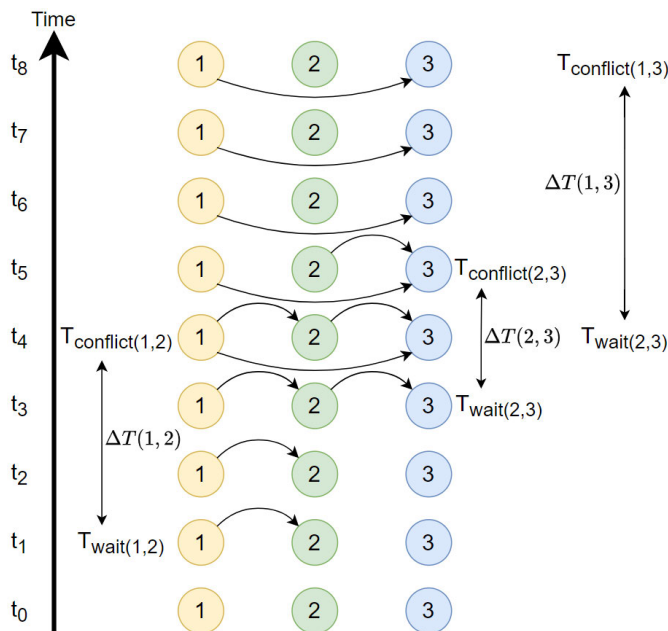 Time
t8 1 2 3 Tconflict(1,3)
t7 1 2 3
ΔT(1,3)
t6 1 2 3
t5 1 2 3 Tconflict(2,3)
t4 Tconflict(1,2) 1 2 3 ΔT(2,3) Twait(2,3)
t3 1 2 3 Twait(2,3)
ΔT(1,2)
t2 1 2 3
t1 Twait(1,2) 1 2 3
t0 1 2 3